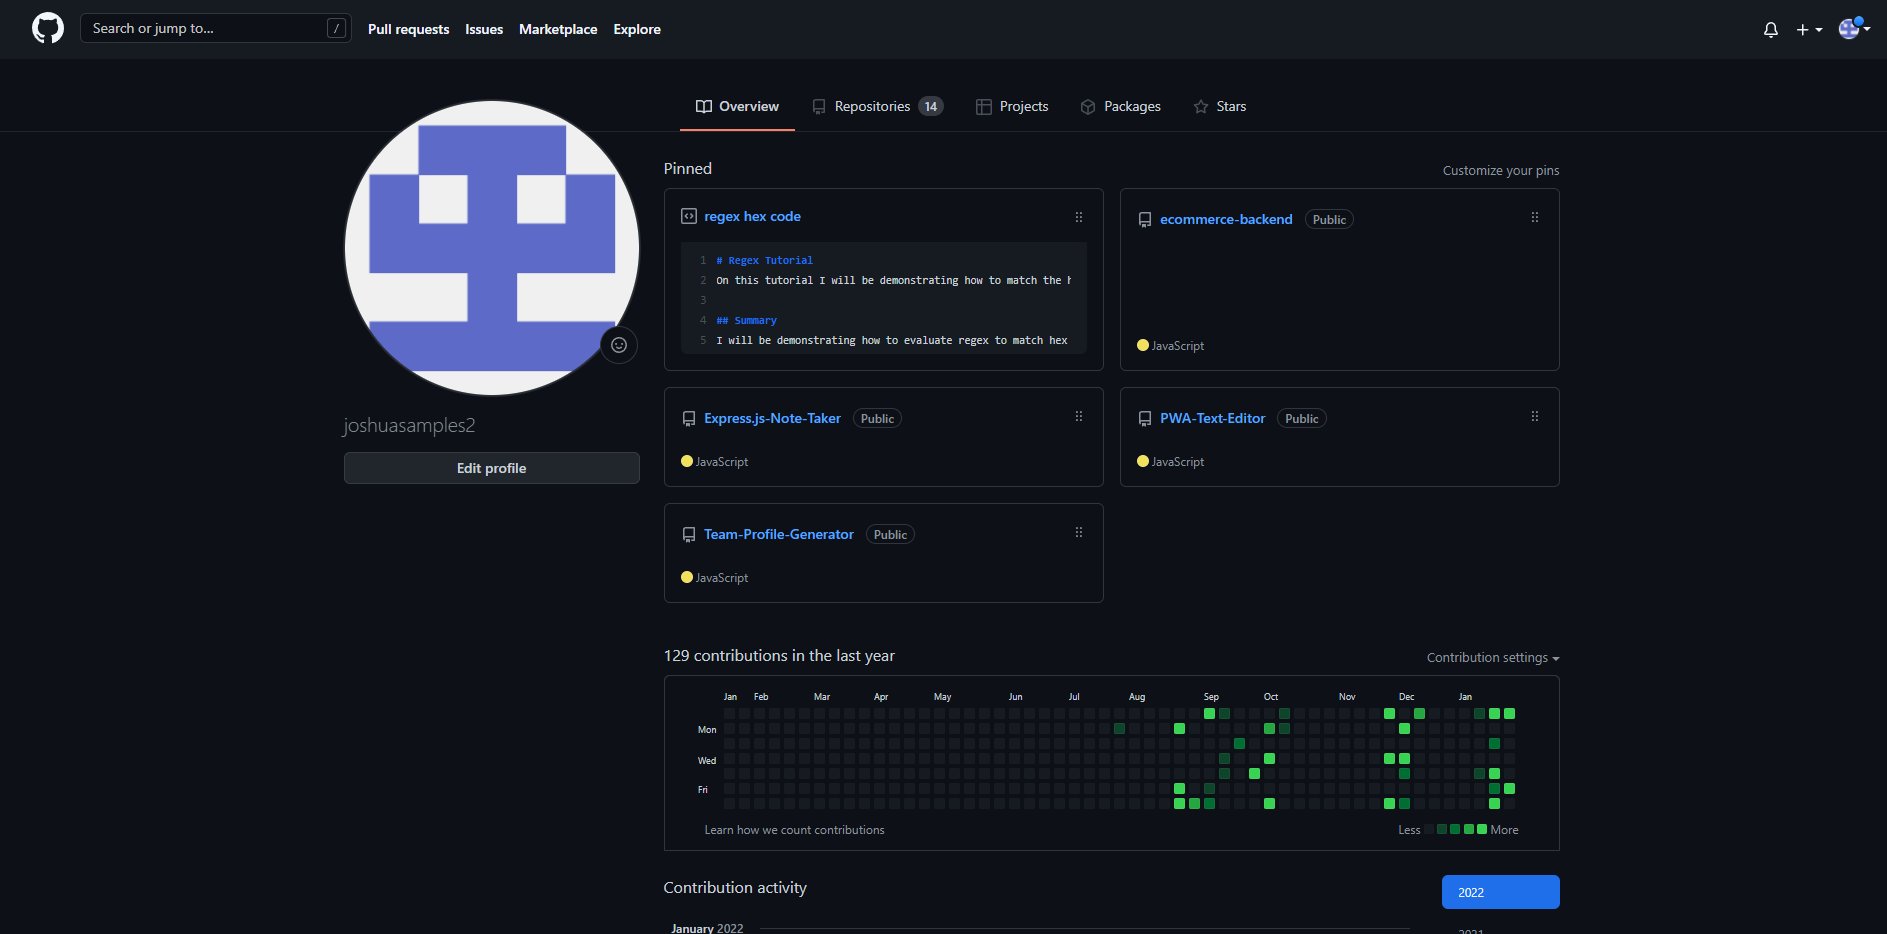 Search or jump to... /
Pull requests
Issues
Marketplace
Explore
Overview
Repositories 14
Projects
Packages
Stars
joshuasamples2
Edit profile
Pinned
Customize your pins
regex hex code
1 # Regex Tutorial
2 On this tutorial I will be demonstrating how to match the
3
4 ## Summary
5 I will be demonstrating how to evaluate regex to match hex
ecommerce-backend Public
JavaScript
Express.js-Note-Taker Public
JavaScript
PWA-Text-Editor Public
JavaScript
Team-Profile-Generator Public
JavaScript
129 contributions in the last year
Contribution settings
Jan Feb Mar Apr May Jun Jul Aug Sep Oct Nov Dec Jan
Mon
Wed
Fri
Learn how we count contributions
Less More
Contribution activity
2022
January 2022